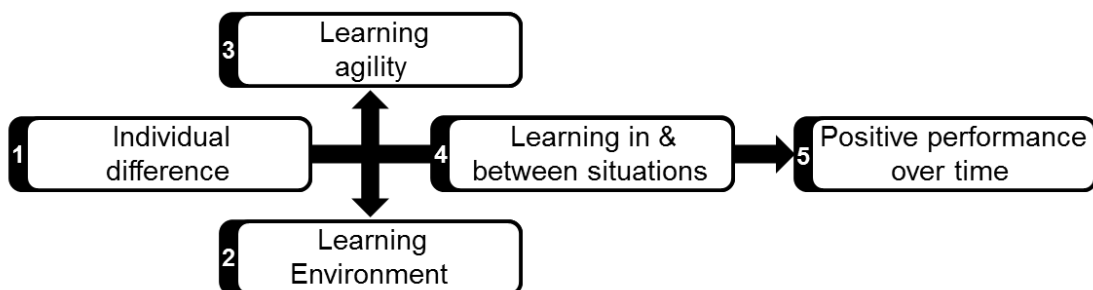 3
Learning
agility
1
Individual
difference
4
Learning in &
between situations
5
Positive performance
over time
2
Learning
Environment